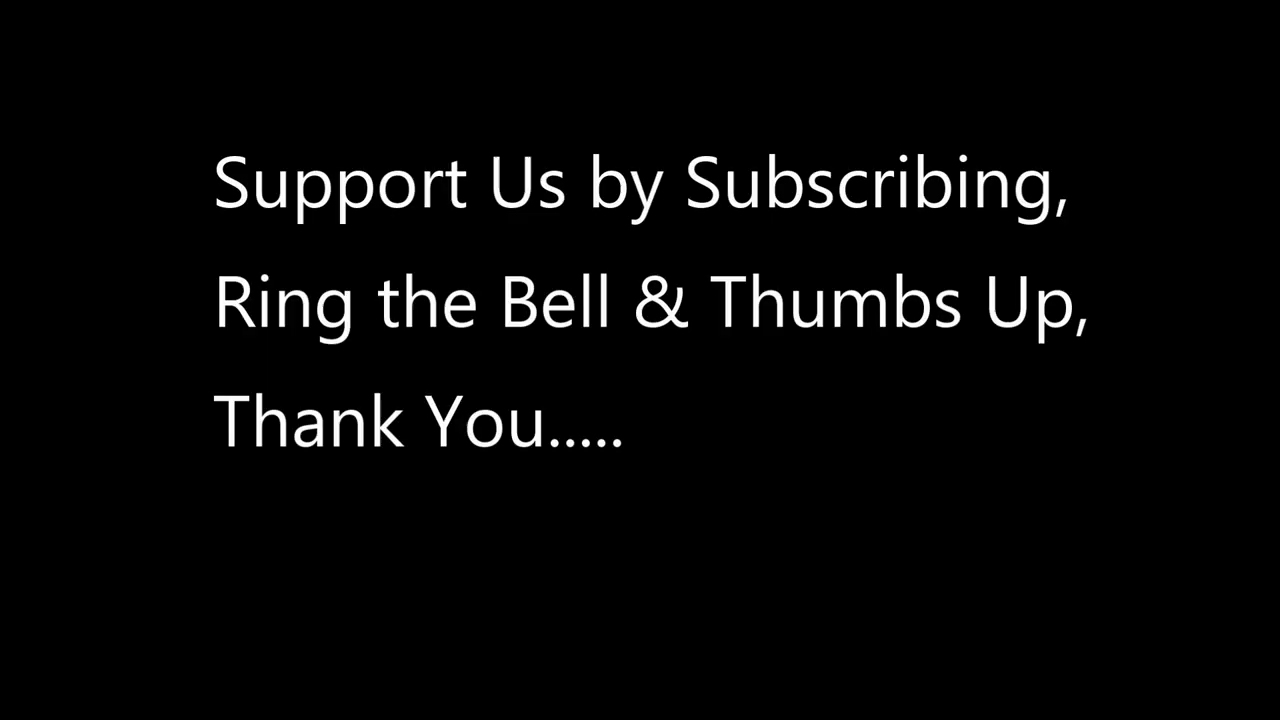 Support Us by Subscribing,
Ring the Bell & Thumbs Up,
Thank You.....